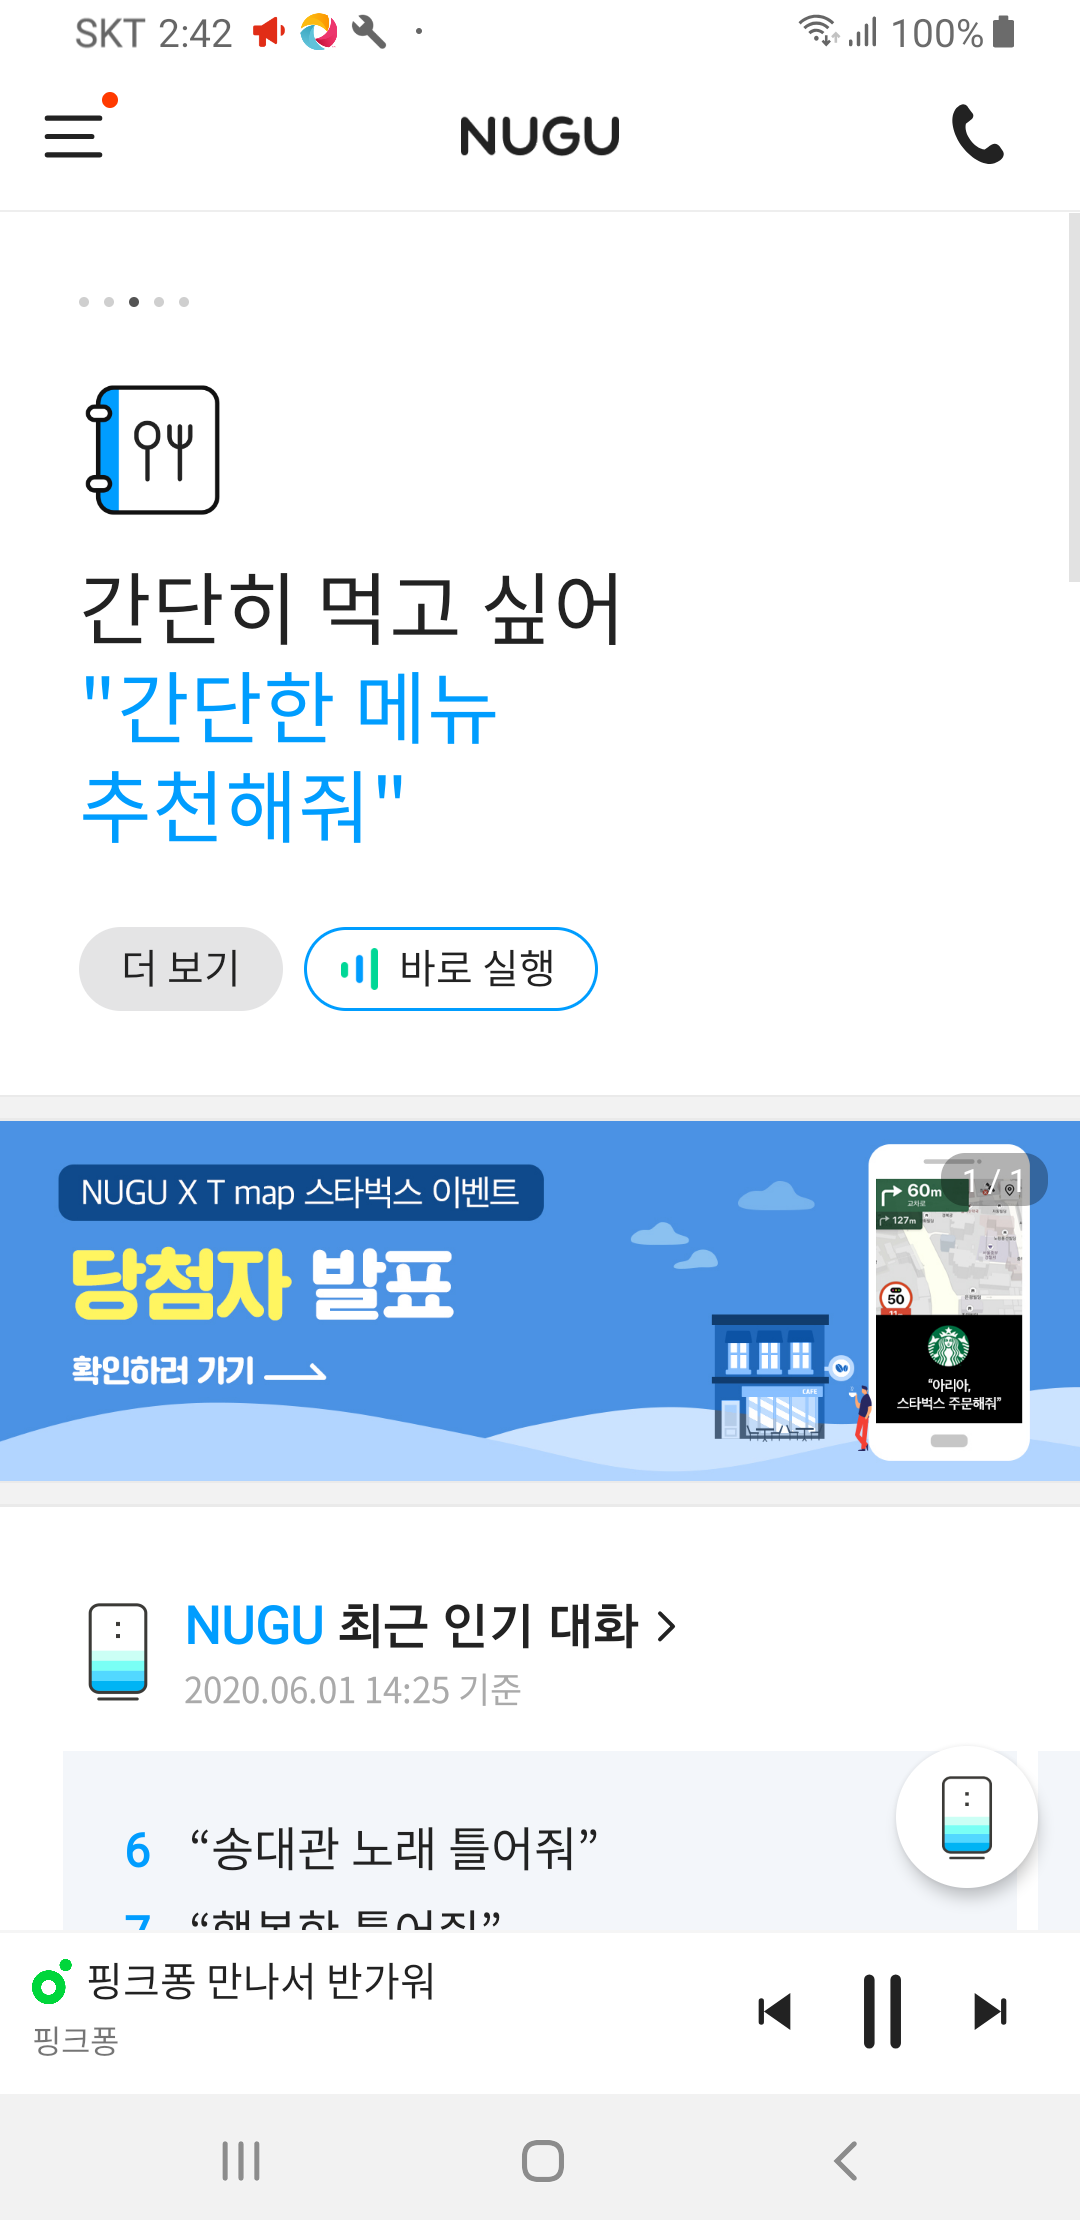 SKT 2:42
100%
NUGU
간단히 먹고 싶어
"간단한 메뉴
추천해줘"
더 보기
바로 실행
NUGU X T map 스타벅스 이벤트
당첨자 발표
확인하러 가기
1 / 1
60m
교차로
127m
50
CAFE
“아리아,
스타벅스 주문해줘”
NUGU 최근 인기 대화 >
2020.06.01 14:25 기준
6 “송대관 노래 틀어줘”
7
핑크퐁 만나서 반가워
핑크퐁